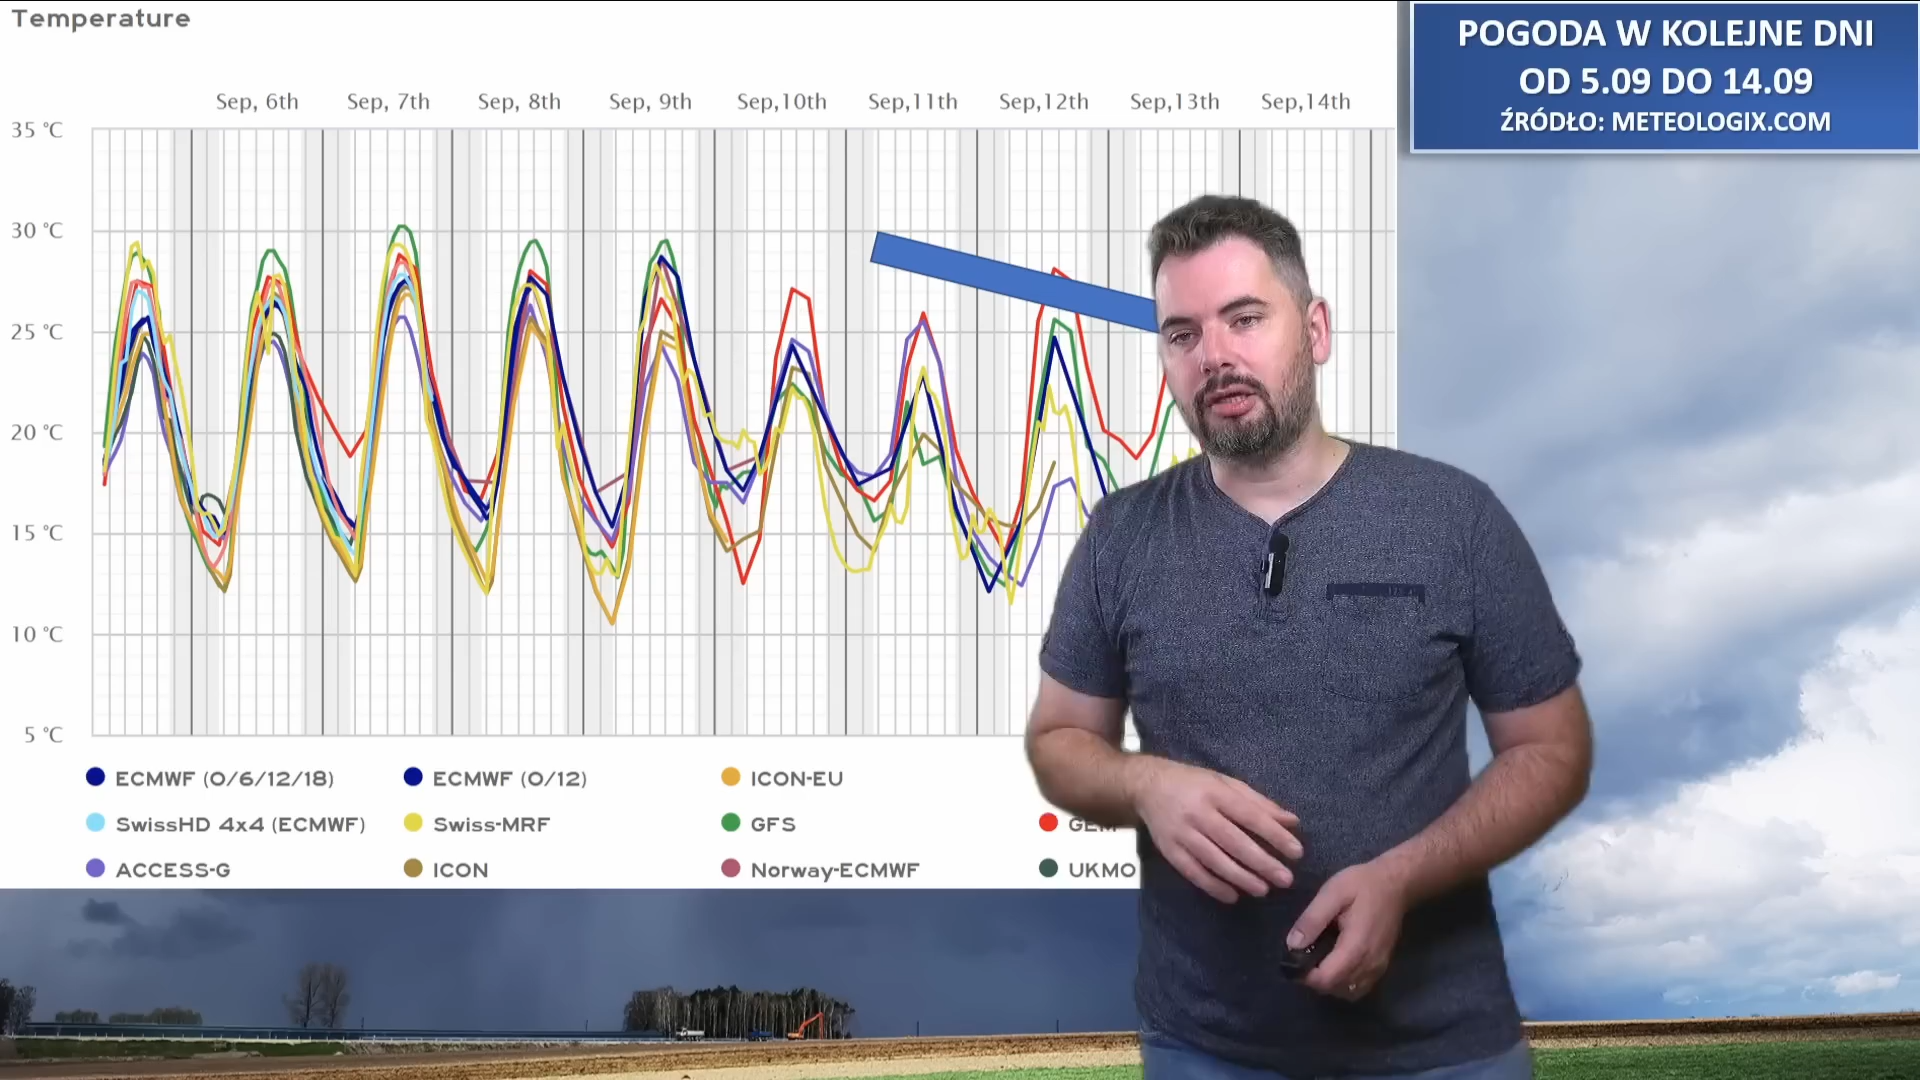 Temperature
POGODA W KOLEJNE DNI
OD 5.09 DO 14.09
ŹRÓDŁO: METEOLOGIX.COM
Sep, 6th Sep, 7th Sep, 8th Sep, 9th Sep,10th Sep,11th Sep,12th Sep,13th Sep,14th
35 °C
30 °C
25 °C
20 °C
15 °C
10 °C
5 °C
ECMWF (0/6/12/18) ECMWF (0/12) ICON-EU
SwissHD 4x4 (ECMWF) Swiss-MRF GFS GEM
ACCESS-G ICON Norway-ECMWF UKMO